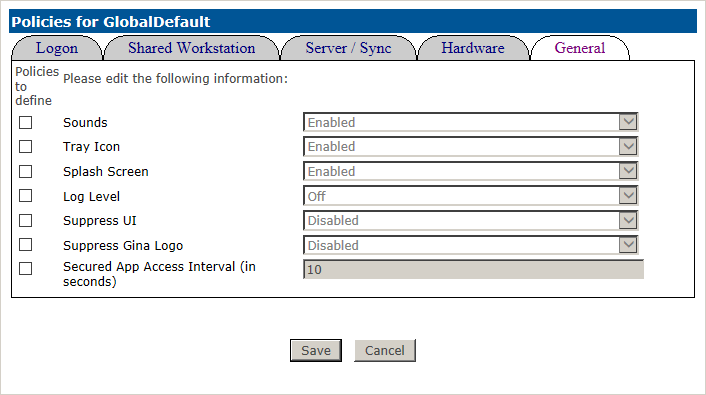 Policies for GlobalDefault
Logon Shared Workstation Server / Sync Hardware General
Policies to define
Please edit the following information:
Sounds Enabled
Tray Icon Enabled
Splash Screen Enabled
Log Level Off
Suppress UI Disabled
Suppress Gina Logo Disabled
Secured App Access Interval (in 10
seconds)
Save Cancel